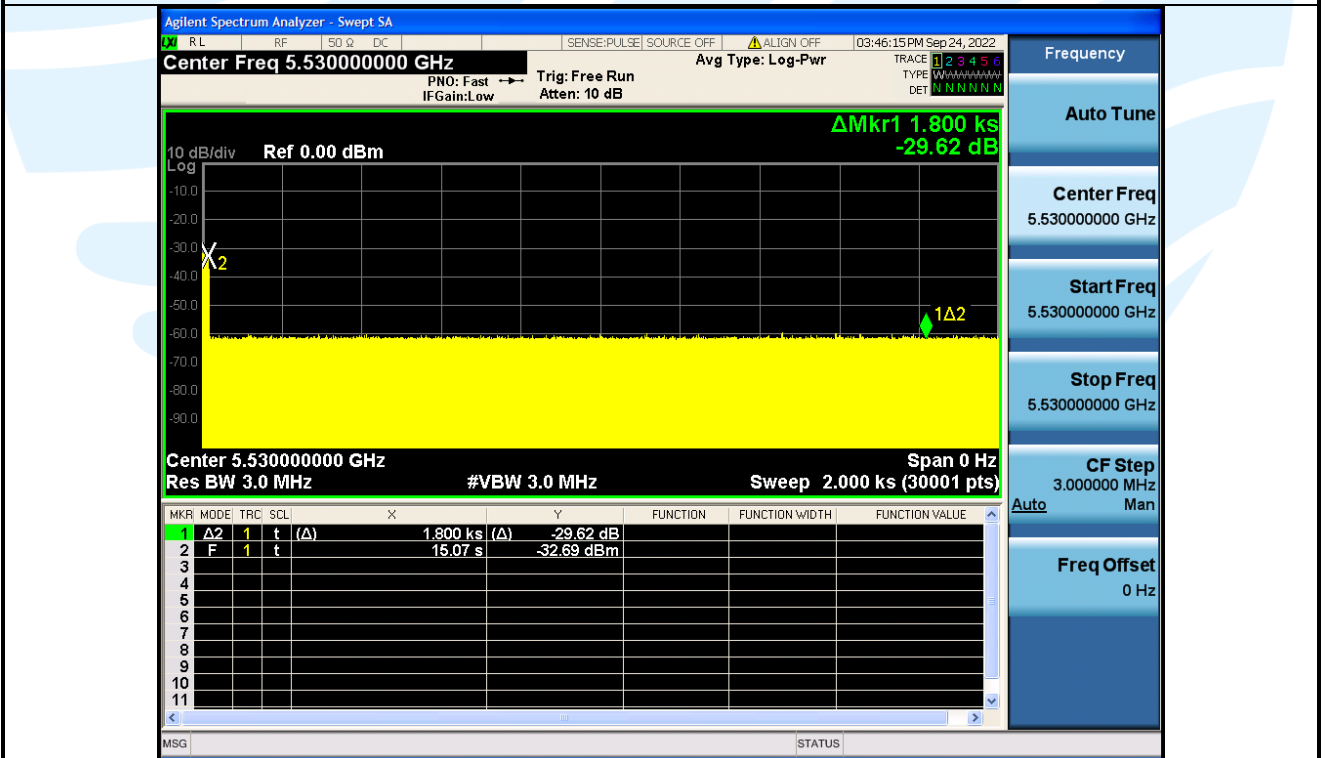 Agilent Spectrum Analyzer - Swept SA
LXI RL RF 50 Ω DC SENSE:PULSE SOURCE OFF ALIGN OFF 03:46:15 PM Sep 24, 2022
Center Freq 5.530000000 GHz
PNO: Fast
IFGain:Low
Trig: Free Run
Atten: 10 dB
Avg Type: Log-Pwr
TRACE 1 2 3 4 5 6
TYPE
DET N N N N N N
ΔMkr1 1.800 ks
-29.62 dB
10 dB/div Ref 0.00 dBm
Log
-10.0
-20.0
-30.0
-40.0
-50.0
-60.0
-70.0
-80.0
-90.0
2
1Δ2
Center 5.530000000 GHz Span 0 Hz
Res BW 3.0 MHz #VBW 3.0 MHz Sweep 2.000 ks (30001 pts)
MKR MODE TRC SCL X Y FUNCTION FUNCTION WIDTH FUNCTION VALUE
1 Δ2 1 t (Δ) 1.800 ks (Δ) -29.62 dB
2 F 1 t 15.07 s -32.69 dBm
3
4
5
6
7
8
9
10
11
MSG STATUS
Frequency
Auto Tune
Center Freq
5.530000000 GHz
Start Freq
5.530000000 GHz
Stop Freq
5.530000000 GHz
CF Step
3.000000 MHz
Auto Man
Freq Offset
0 Hz